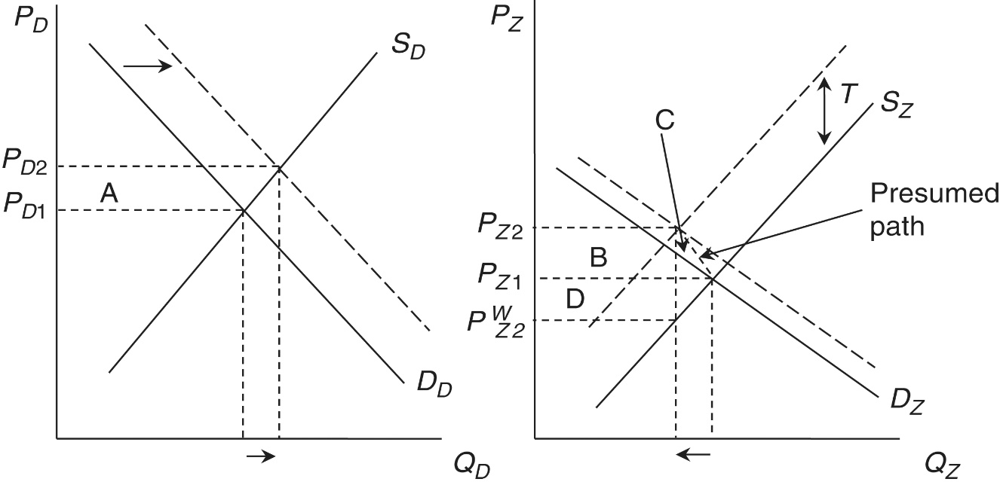 P_D
S_D
P_D2
A
P_D1
D_D
Q_D
P_Z
T
S_Z
C
Presumed
path
P_Z2
B
P_Z1
D
P^W_Z2
D_Z
Q_Z